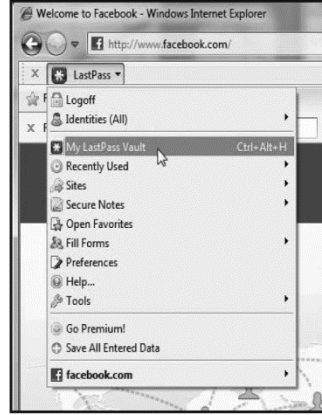 Welcome to Facebook - Windows Internet Explorer
http://www.facebook.com/
X LastPass
Logoff
Identities (All)
X F
My LastPass Vault Ctrl+Alt+H
Recently Used
Sites
Secure Notes
Open Favorites
Fill Forms
Preferences
Help...
Tools
Go Premium!
Save All Entered Data
facebook.com